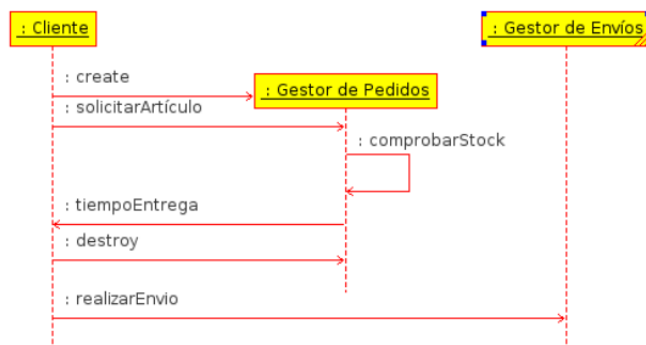 : Cliente
: Gestor de Envíos
: create
: Gestor de Pedidos
: solicitarArtículo
: comprobarStock
: tiempoEntrega
: destroy
: realizarEnvio